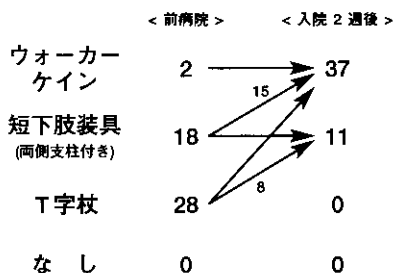 < 前病院 > < 入院 2 週後 >
ウォーカー
ケイン 2 37
15
短下肢装具 18 11
(両側支柱付き)
8
T字杖 28 0
な し 0 0